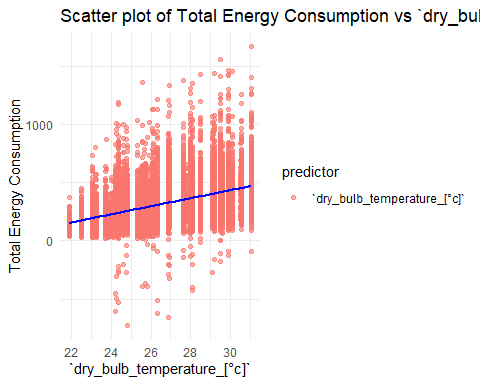 Scatter plot of Total Energy Consumption vs `dry_bul
Total Energy Consumption
1000
0
22 24 26 28 30
`dry_bulb_temperature_[°c]`
predictor
`dry_bulb_temperature_[°c]`